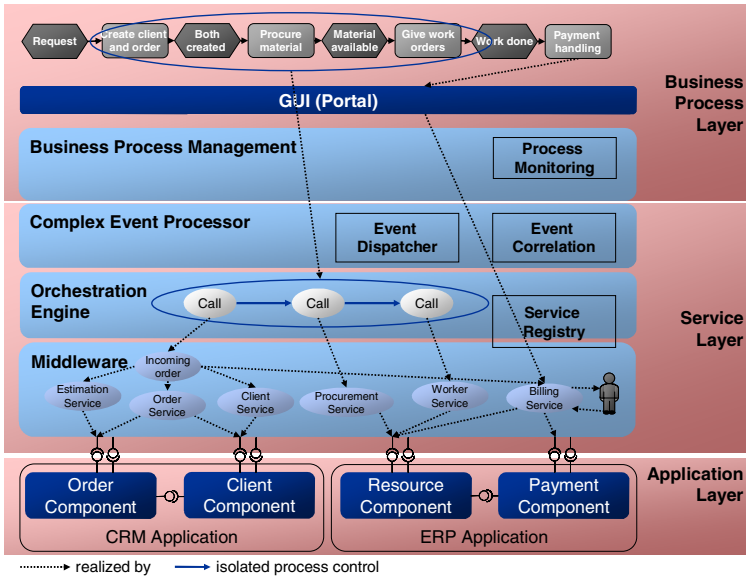 Request
Create client
and order
Both
created
Procure
material
Material
available
Give work
orders
Work done
Payment
handling
Business
Process
Layer
GUI (Portal)
Business Process Management
Process
Monitoring
Complex Event Processor
Event
Dispatcher
Event
Correlation
Orchestration
Engine
Call
Call
Call
Service
Registry
Service
Layer
Middleware
Incoming
order
Estimation
Service
Order
Service
Client
Service
Procurement
Service
Worker
Service
Billing
Service
Order
Component
Client
Component
Resource
Component
Payment
Component
Application
Layer
CRM Application
ERP Application
realized by
isolated process control